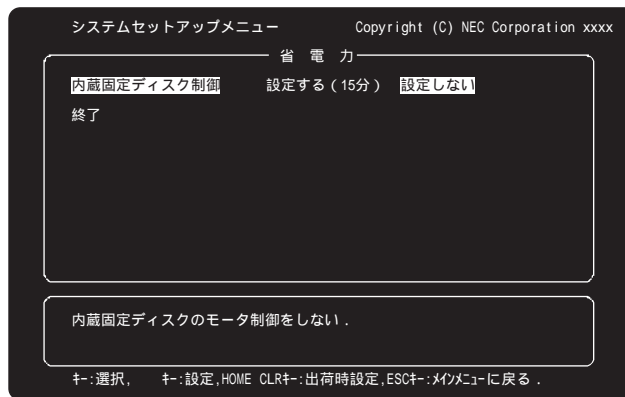 システムセットアップメニュー Copyright (C) NEC Corporation xxxx
省 電 力
内蔵固定ディスク制御 設定する(15分) 設定しない
終了
内蔵固定ディスクのモータ制御をしない.
ｷｰ:選択, ｷｰ:設定,HOME CLRｷｰ:出荷時設定,ESCｷｰ:ﾒｲﾝﾒﾆｭｰに戻る.